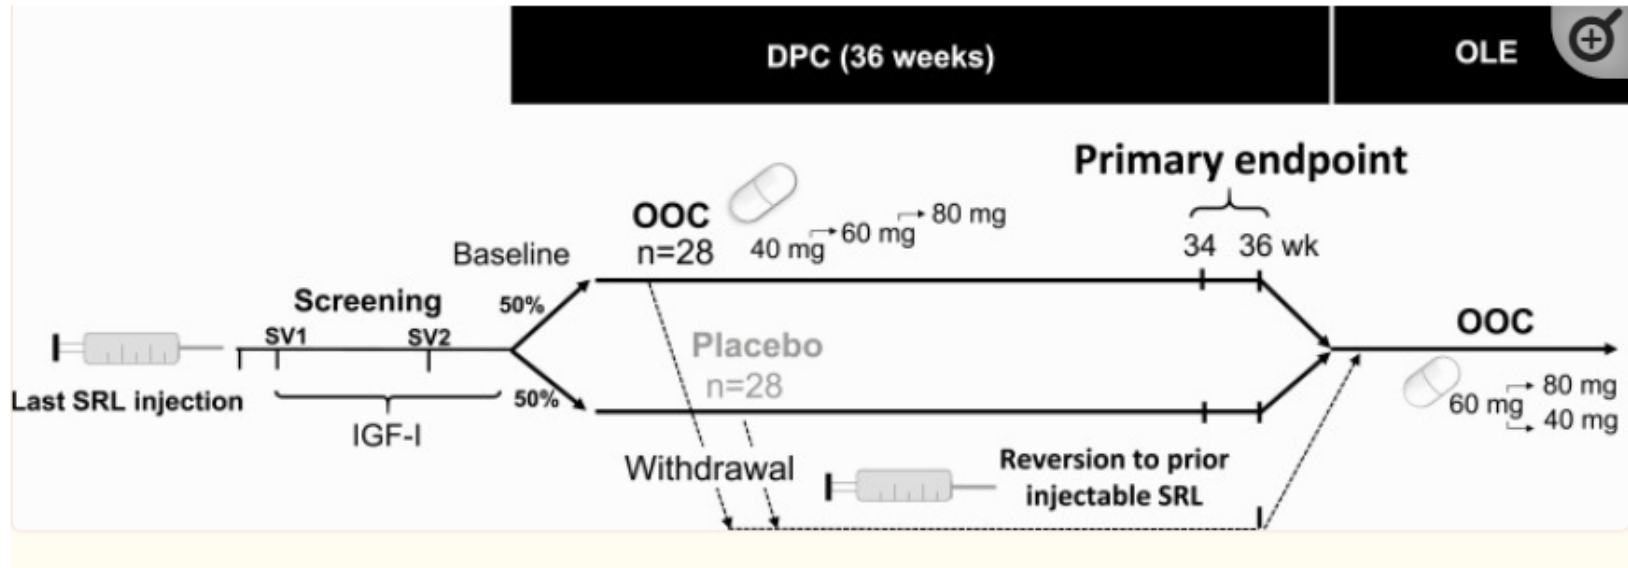 DPC (36 weeks)
OLE
Primary endpoint
OOC
n=28
40 mg
60 mg
80 mg
34
36 wk
Baseline
Screening
SV1
SV2
50%
50%
Last SRL injection
IGF-I
Placebo
n=28
Withdrawal
Reversion to prior
injectable SRL
OOC
60 mg
80 mg
40 mg